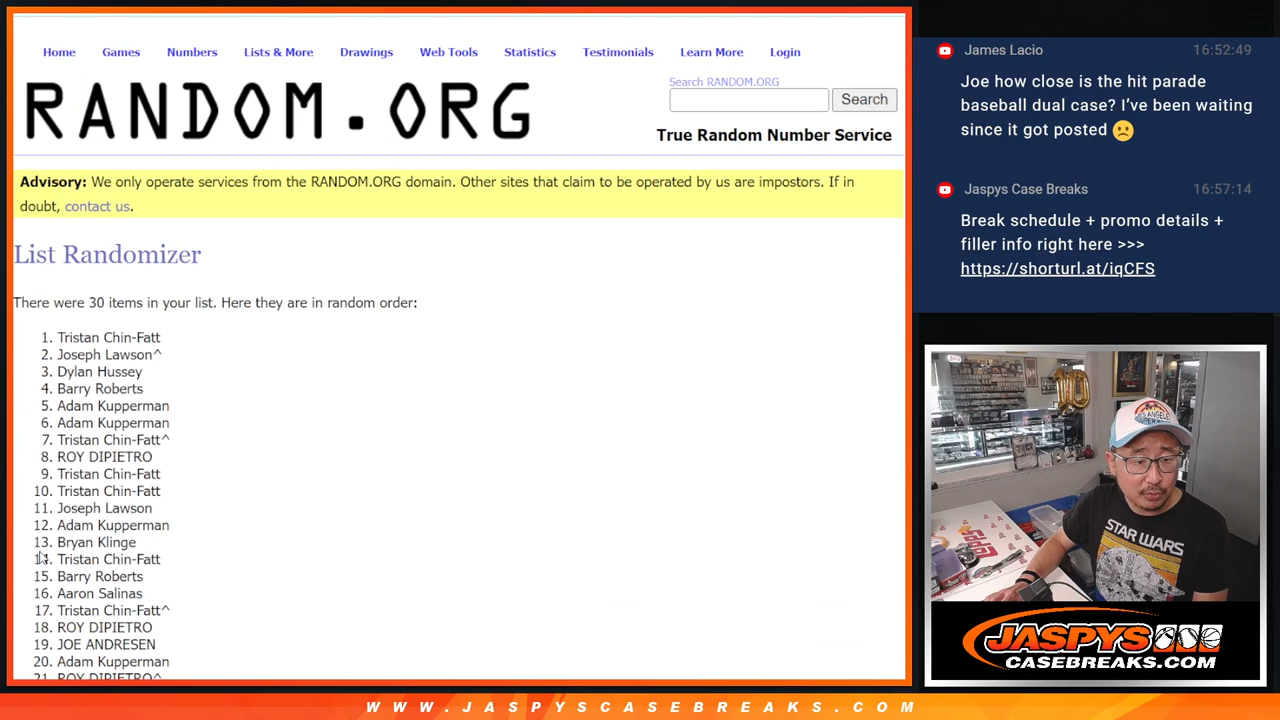 Home Games Numbers Lists & More Drawings Web Tools Statistics Testimonials Learn More Login
RANDOM.ORG
Search RANDOM.ORG
Search
True Random Number Service
Advisory: We only operate services from the RANDOM.ORG domain. Other sites that claim to be operated by us are impostors. If in
doubt, contact us.
List Randomizer
There were 30 items in your list. Here they are in random order:
1. Tristan Chin-Fatt
2. Joseph Lawson^
3. Dylan Hussey
4. Barry Roberts
5. Adam Kupperman
6. Adam Kupperman
7. Tristan Chin-Fatt^
8. ROY DIPIETRO
9. Tristan Chin-Fatt
10. Tristan Chin-Fatt
11. Joseph Lawson
12. Adam Kupperman
13. Bryan Klinge
14. Tristan Chin-Fatt
15. Barry Roberts
16. Aaron Salinas
17. Tristan Chin-Fatt^
18. ROY DIPIETRO
19. JOE ANDRESEN
20. Adam Kupperman
21. ROY DIPIETRO^
James Lacio 16:52:49
Joe how close is the hit parade
baseball dual case? I've been waiting
since it got posted
Jaspys Case Breaks 16:57:14
Break schedule + promo details +
filler info right here >>>
https://shorturl.at/iqCFS
10
STAR WARS
JASPYS
CASEBREAKS.COM
WWW.JASPYSCASEBREAKS.COM